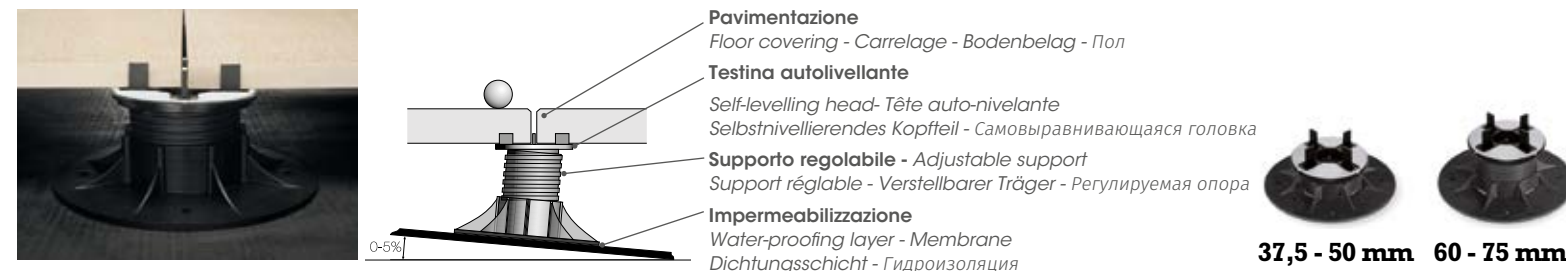 Pavimentazione
Floor covering - Carrelage - Bodenbelag - Пол
Testina autolivellante
Self-levelling head- Tête auto-nivelante
Selbstnivellierendes Kopfteil - Самовыравнивающаяся головка
Supporto regolabile - Adjustable support
Support réglable - Verstellbarer Träger - Регулируемая опора
Impermeabilizzazione
Water-proofing layer - Membrane
Dichtungsschicht - Гидроизоляция
0-5%
37,5 - 50 mm 60 - 75 mm